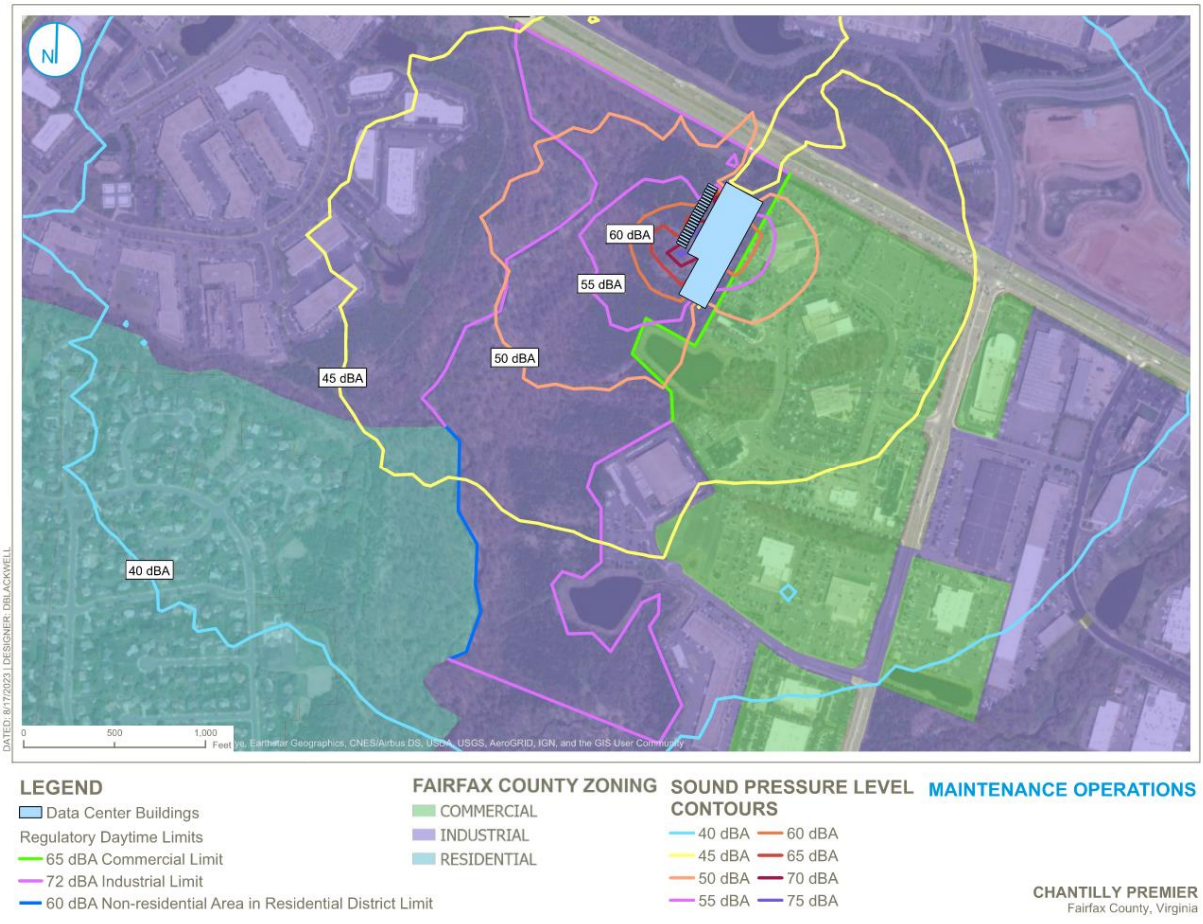 N
60 dBA
55 dBA
50 dBA
45 dBA
40 dBA
DATED: 8/17/2023 | DESIGNER: DBLACKWELL
0 500 1,000
Feet
Earthstar Geographics, CNES/Airbus DS, USDA, USGS, AeroGRID, IGN, and the GIS User Community
LEGEND
Data Center Buildings
Regulatory Daytime Limits
65 dBA Commercial Limit
72 dBA Industrial Limit
60 dBA Non-residential Area in Residential District Limit
FAIRFAX COUNTY ZONING
COMMERCIAL
INDUSTRIAL
RESIDENTIAL
SOUND PRESSURE LEVEL
CONTOURS
40 dBA
45 dBA
50 dBA
55 dBA
60 dBA
65 dBA
70 dBA
75 dBA
MAINTENANCE OPERATIONS
CHANTILLY PREMIER
Fairfax County, Virginia